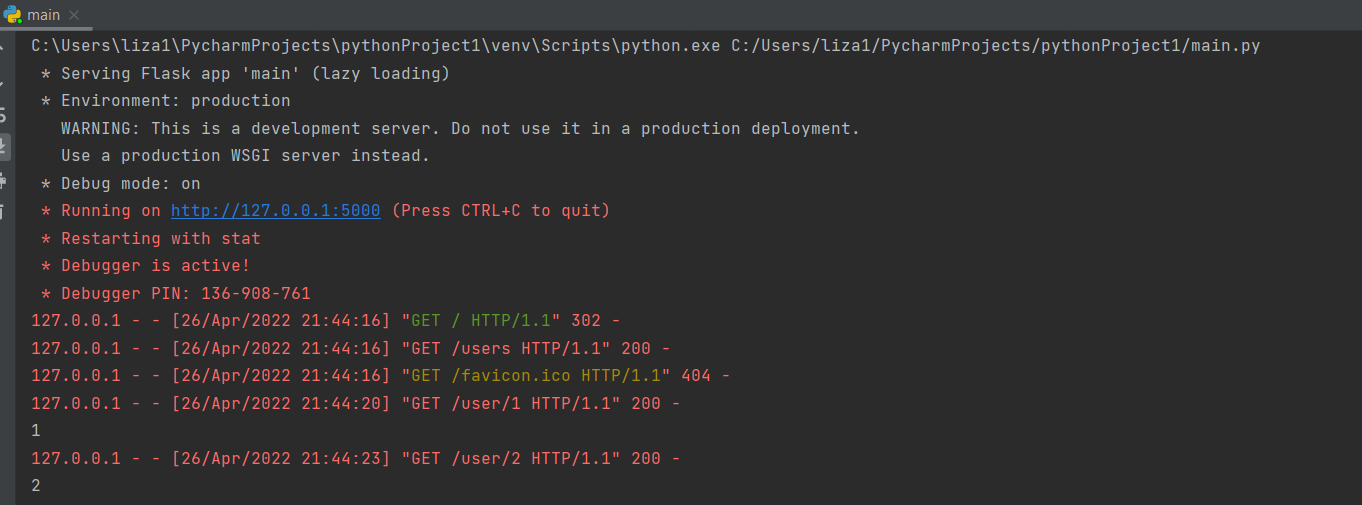 main
C:\Users\liza1\PycharmProjects\pythonProject1\venv\Scripts\python.exe C:/Users/liza1/PycharmProjects/pythonProject1/main.py
* Serving Flask app 'main' (lazy loading)
* Environment: production
WARNING: This is a development server. Do not use it in a production deployment.
Use a production WSGI server instead.
* Debug mode: on
* Running on http://127.0.0.1:5000 (Press CTRL+C to quit)
* Restarting with stat
* Debugger is active!
* Debugger PIN: 136-908-761
127.0.0.1 - - [26/Apr/2022 21:44:16] "GET / HTTP/1.1" 302 -
127.0.0.1 - - [26/Apr/2022 21:44:16] "GET /users HTTP/1.1" 200 -
127.0.0.1 - - [26/Apr/2022 21:44:16] "GET /favicon.ico HTTP/1.1" 404 -
127.0.0.1 - - [26/Apr/2022 21:44:20] "GET /user/1 HTTP/1.1" 200 -
1
127.0.0.1 - - [26/Apr/2022 21:44:23] "GET /user/2 HTTP/1.1" 200 -
2